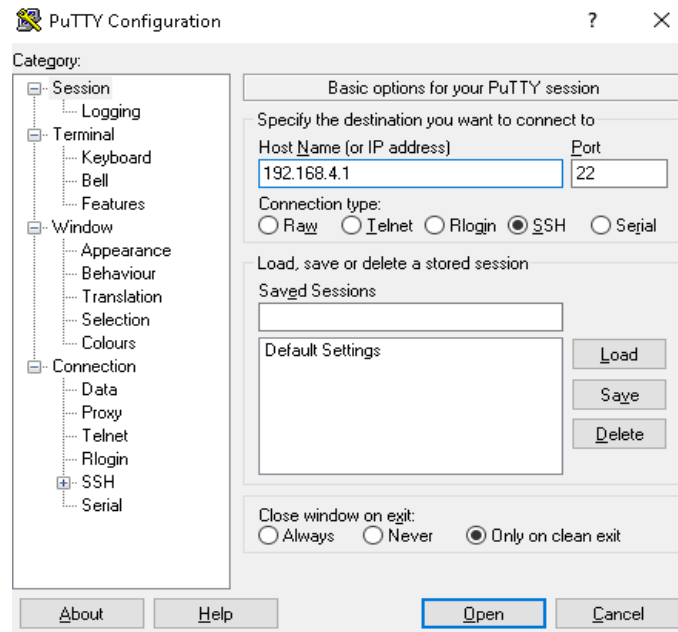 PuTTY Configuration
?
Category:
Session
Logging
Terminal
Keyboard
Bell
Features
Window
Appearance
Behaviour
Translation
Selection
Colours
Connection
Data
Proxy
Telnet
Rlogin
SSH
Serial
Basic options for your PuTTY session
Specify the destination you want to connect to
Host Name (or IP address) Port
192.168.4.1 22
Connection type:
Raw Telnet Rlogin SSH Serial
Load, save or delete a stored session
Saved Sessions
Default Settings
Load
Save
Delete
Close window on exit:
Always Never Only on clean exit
About Help Open Cancel